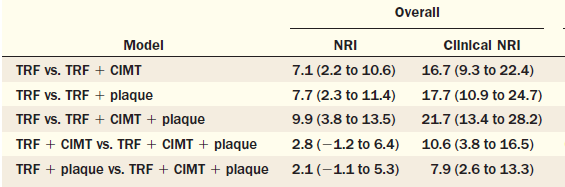 Overall
Model NRI Clinical NRI
TRF vs. TRF + CIMT 7.1 (2.2 to 10.6) 16.7 (9.3 to 22.4)
TRF vs. TRF + plaque 7.7 (2.3 to 11.4) 17.7 (10.9 to 24.7)
TRF vs. TRF + CIMT + plaque 9.9 (3.8 to 13.5) 21.7 (13.4 to 28.2)
TRF + CIMT vs. TRF + CIMT + plaque 2.8 (−1.2 to 6.4) 10.6 (3.8 to 16.5)
TRF + plaque vs. TRF + CIMT + plaque 2.1 (−1.1 to 5.3) 7.9 (2.6 to 13.3)